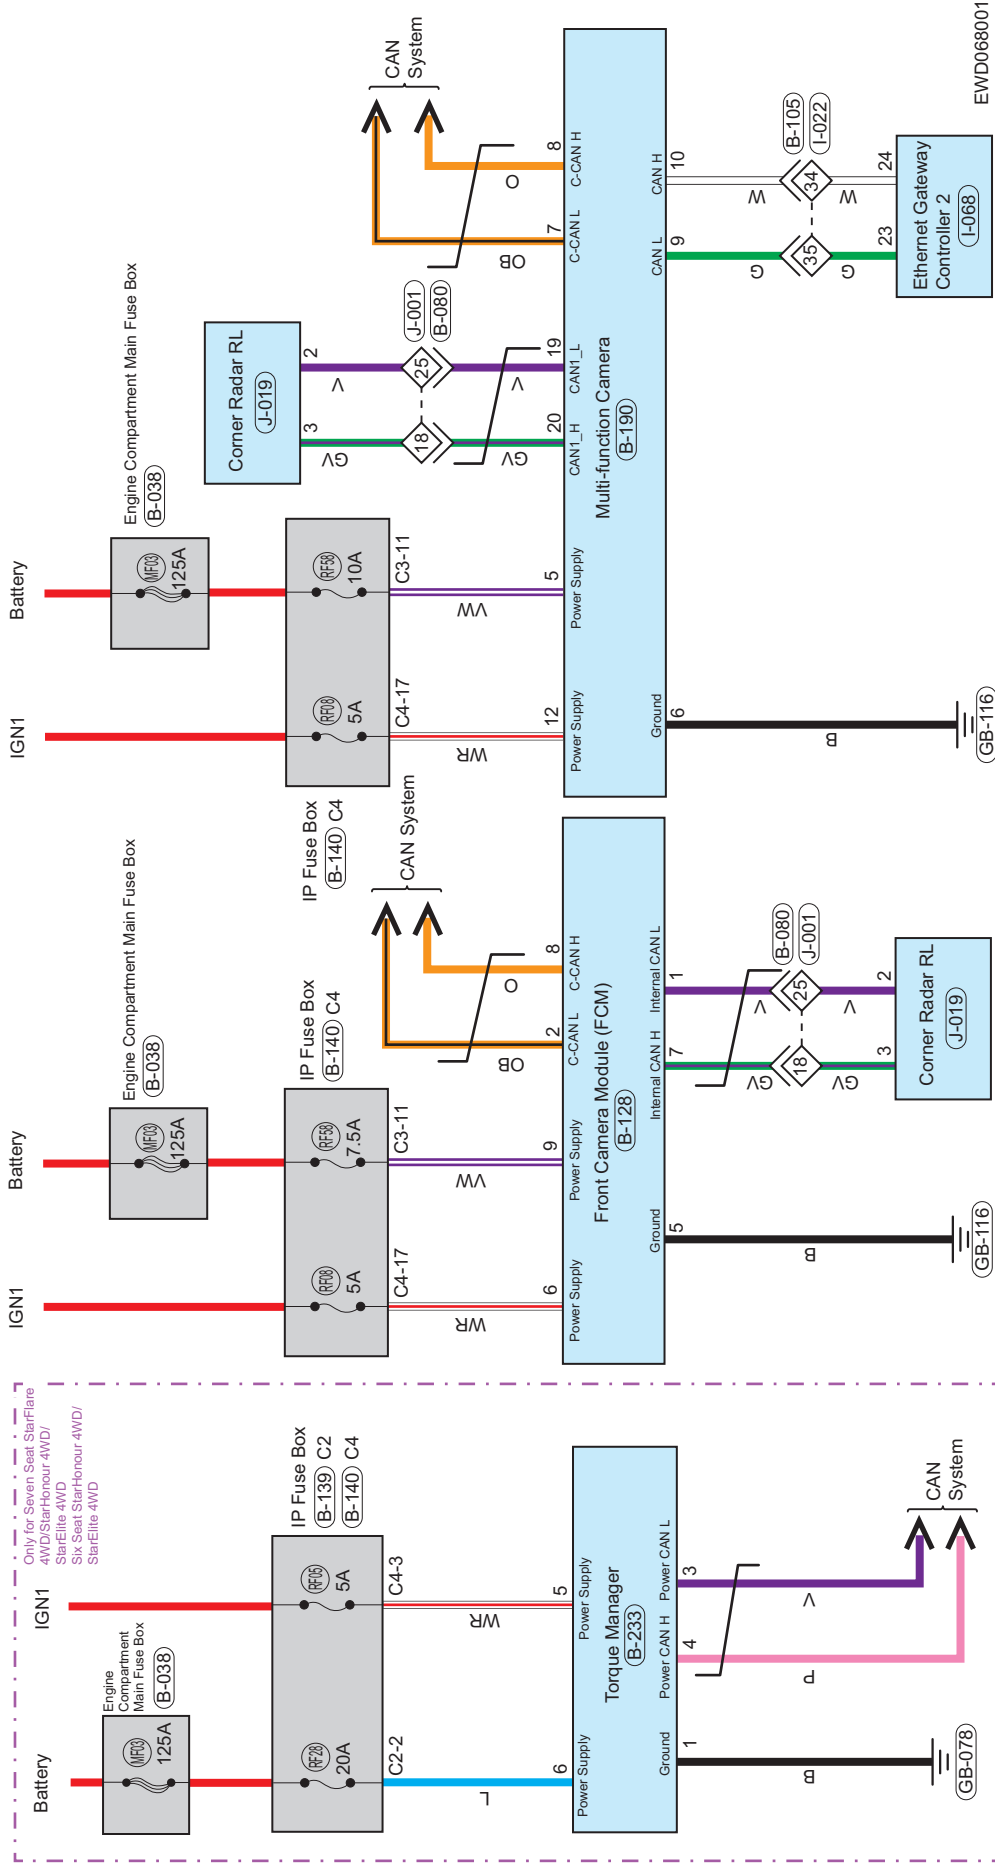 Only for Seven Seat StarFlare
4WD/StarHonour 4WD/
StarElite 4WD
Six Seat StarHonour 4WD/
StarElite 4WD
Battery
IGN1
Engine
Compartment
Main Fuse Box
B-038
MF03
125A
IP Fuse Box
B-139 C2
B-140 C4
RF28
20A
RF05
5A
C2-2
C4-3
L
WR
6
5
Power Supply
Power Supply
Torque Manager
B-233
Ground
Power CAN H
Power CAN L
1
4
3
B
P
V
GB-078
CAN
System
IGN1
Battery
Engine Compartment Main Fuse Box
B-038
MF03
125A
IP Fuse Box
B-140 C4
RF08
5A
RF58
7.5A
C4-17
C3-11
WR
VW
CAN System
OB
O
6
9
2
8
Power Supply
Power Supply
C-CAN L
C-CAN H
Front Camera Module (FCM)
B-128
Ground
Internal CAN H
Internal CAN L
5
7
1
B
GV
V
18
25
B-080
J-001
GV
V
3
2
Corner Radar RL
J-019
GB-116
IGN1
Battery
Engine Compartment Main Fuse Box
B-038
MF03
125A
IP Fuse Box
B-140 C4
RF08
5A
RF58
10A
C4-17
C3-11
WR
VW
Corner Radar RL
J-019
3
2
GV
V
18
25
J-001
B-080
GV
V
CAN
System
OB
O
12
5
20
19
7
8
Power Supply
Power Supply
CAN1_H
CAN1_L
C-CAN L
C-CAN H
Multi-function Camera
B-190
Ground
CAN L
CAN H
6
9
10
B
G
W
35
34
B-105
I-022
G
W
23
24
Ethernet Gateway
Controller 2
I-068
GB-116
EWD068001